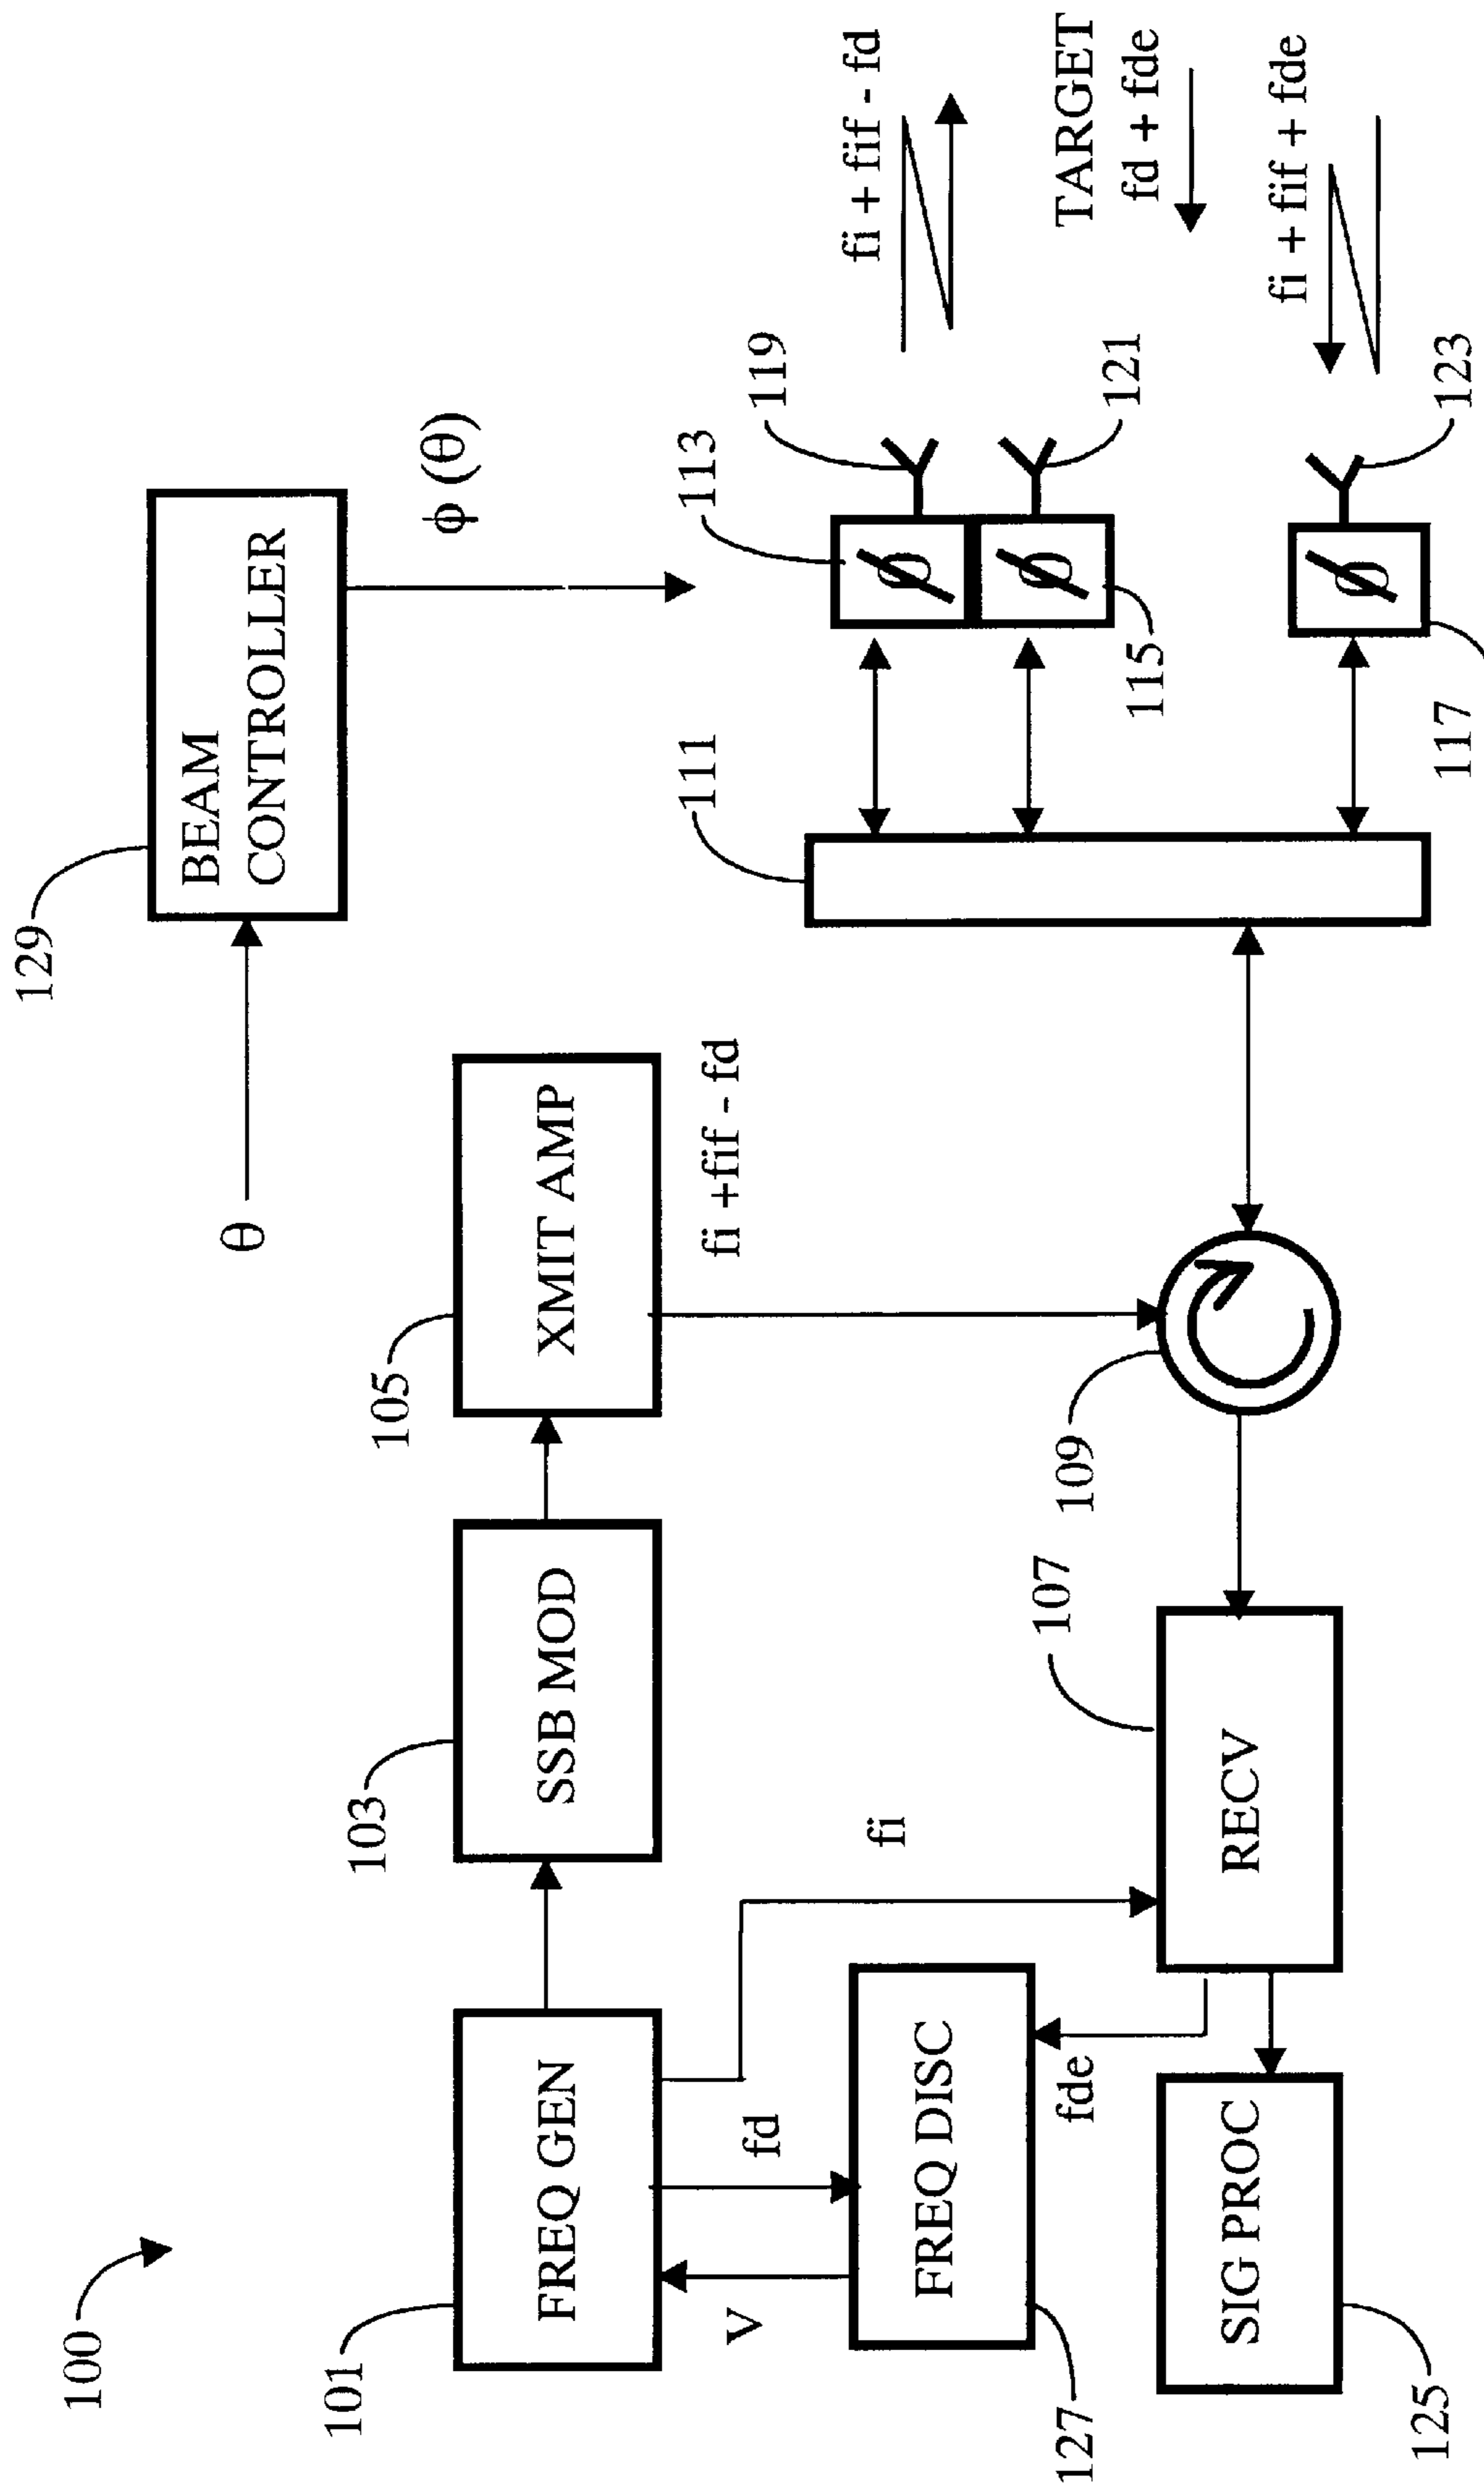 100
129
θ
BEAM
CONTROLLER
ϕ (θ)
101
FREQ GEN
103
SSB MOD
105
XMIT AMP
fi +fif - fd
V
fd
fi
127
FREQ DISC
fde
125
SIG PROC
107
RECV
109
111
113
Ø
119
115
Ø
121
117
Ø
123
fi + fif - fd
TARGET
fd + fde
fi + fif + fde